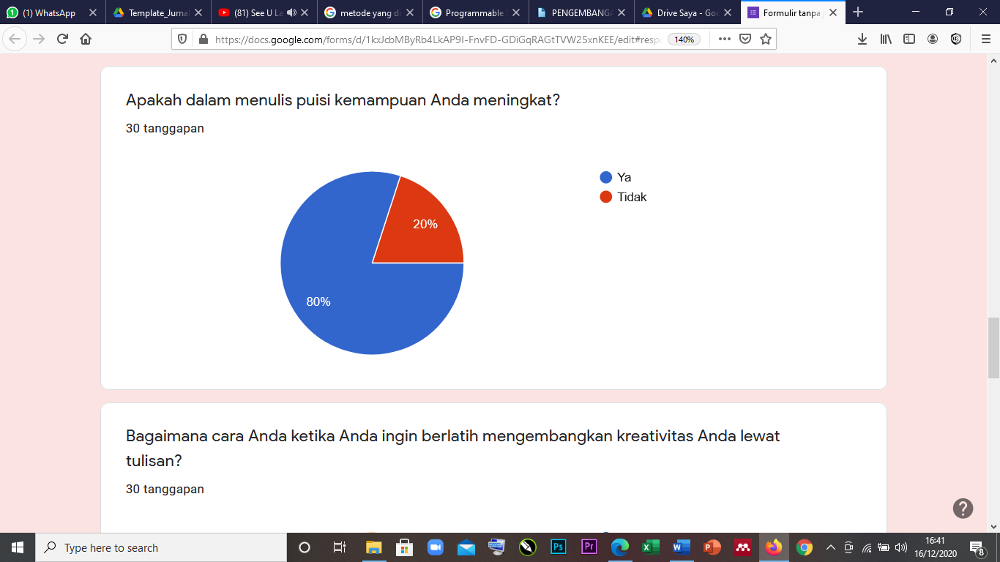 (1) WhatsApp
Template_Jurna
(81) See U La
metode yang di
Programmable S
PENGEMBANGA
Drive Saya - Goo
Formulir tanpa j
https://docs.google.com/forms/d/1kxJcbMByRb4LkAP9I-FnvFD-GDiGqRAGtTVW25xnKEE/edit#respo
140%
Apakah dalam menulis puisi kemampuan Anda meningkat?
30 tanggapan
Ya
Tidak
20%
80%
Bagaimana cara Anda ketika Anda ingin berlatih mengembangkan kreativitas Anda lewat
tulisan?
30 tanggapan
Type here to search
16:41
16/12/2020
8